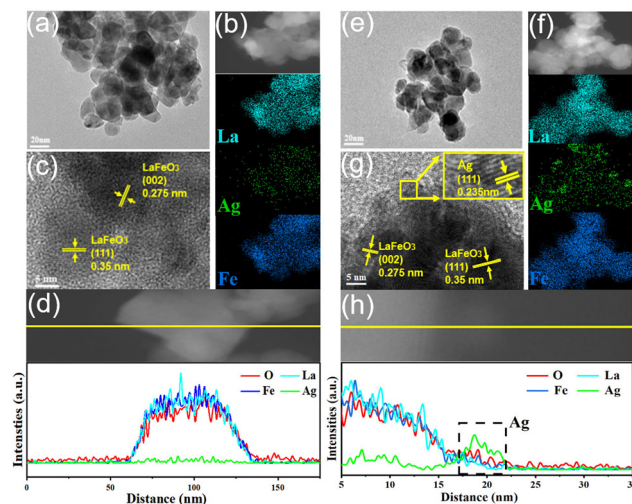 (a)
20nm
(b)
La
Ag
Fe
(c)
LaFeO3
(002)
0.275 nm
LaFeO3
(111)
0.35 nm
5 nm
(d)
Intensties (a.u.)
O
La
Fe
Ag
0
50
100
150
Distance (nm)
(e)
20nm
(f)
La
Ag
Fe
(g)
Ag
(111)
0.235nm
LaFeO3
(002)
0.275 nm
LaFeO3
(111)
0.35 nm
5 nm
(h)
Intensities (a.u.)
O
La
Fe
Ag
Ag
5
10
15
20
25
30
35
Distance (nm)